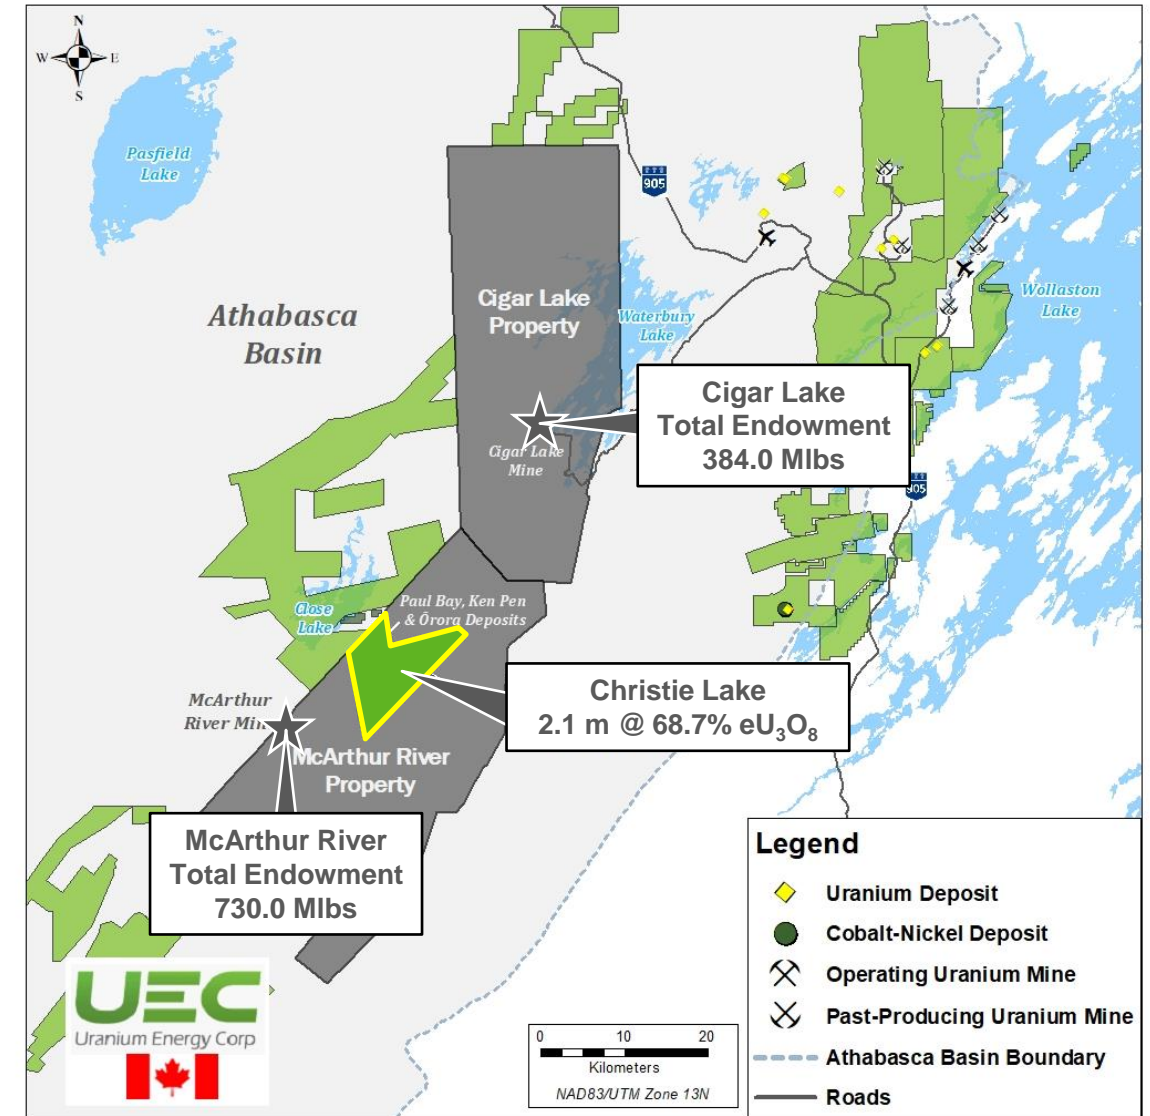 N
W
E
S
Pasfield
Lake
905
Athabasca
Basin
Cigar Lake
Property
Waterbury
Lake
Wollaston
Lake
Cigar Lake
Total Endowment
384.0 Mlbs
Cigar Lake
Mine
905
Close
Lake
Paul Bay, Ken Pen
& Ōrora Deposits
Christie Lake
2.1 m @ 68.7% eU₃O₈
McArthur
River Min
McArthur River
Property
McArthur River
Total Endowment
730.0 Mlbs
UEC
Uranium Energy Corp
0 10 20
Kilometers
NAD83/UTM Zone 13N
Legend
Uranium Deposit
Cobalt-Nickel Deposit
Operating Uranium Mine
Past-Producing Uranium Mine
Athabasca Basin Boundary
Roads